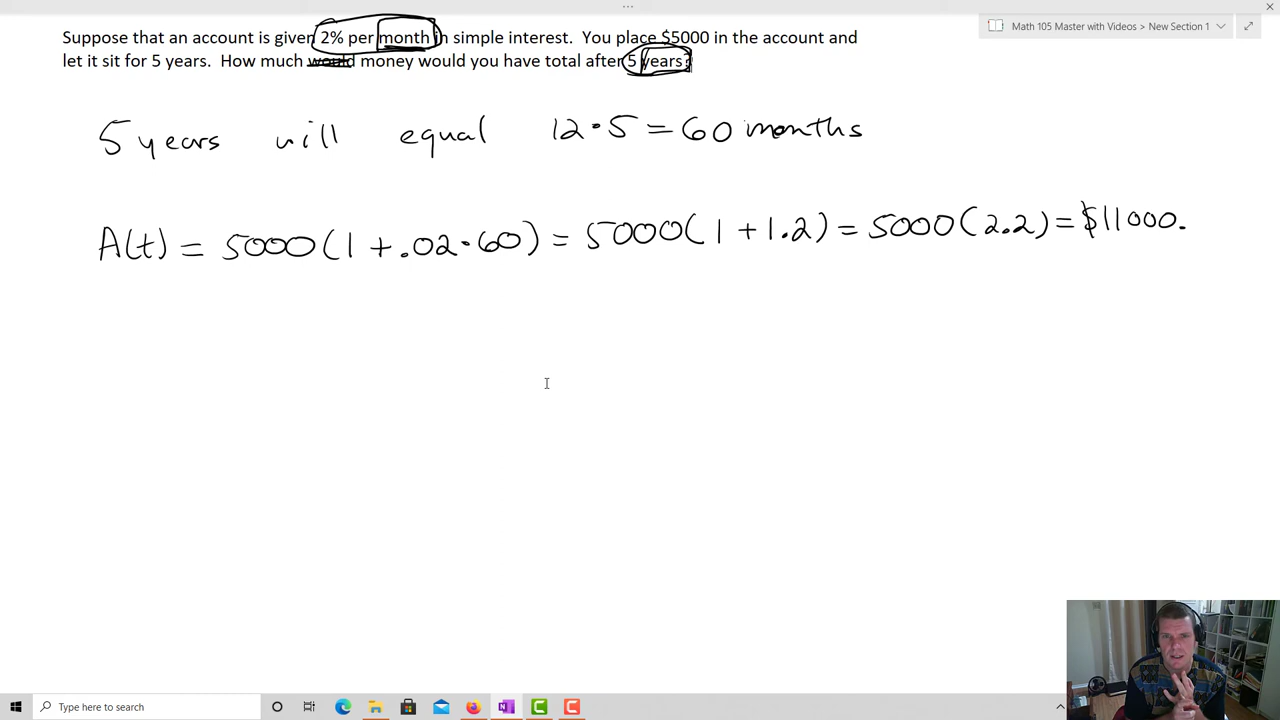 Math 105 Master with Videos > New Section 1
Suppose that an account is given 2% per month in simple interest. You place $5000 in the account and
let it sit for 5 years. How much would money would you have total after 5 years?
5 years will equal 12·5=60 months
A(t) = 5000(1+.02·60) = 5000(1+1.2) = 5000(2.2) = $11000.
Type here to search